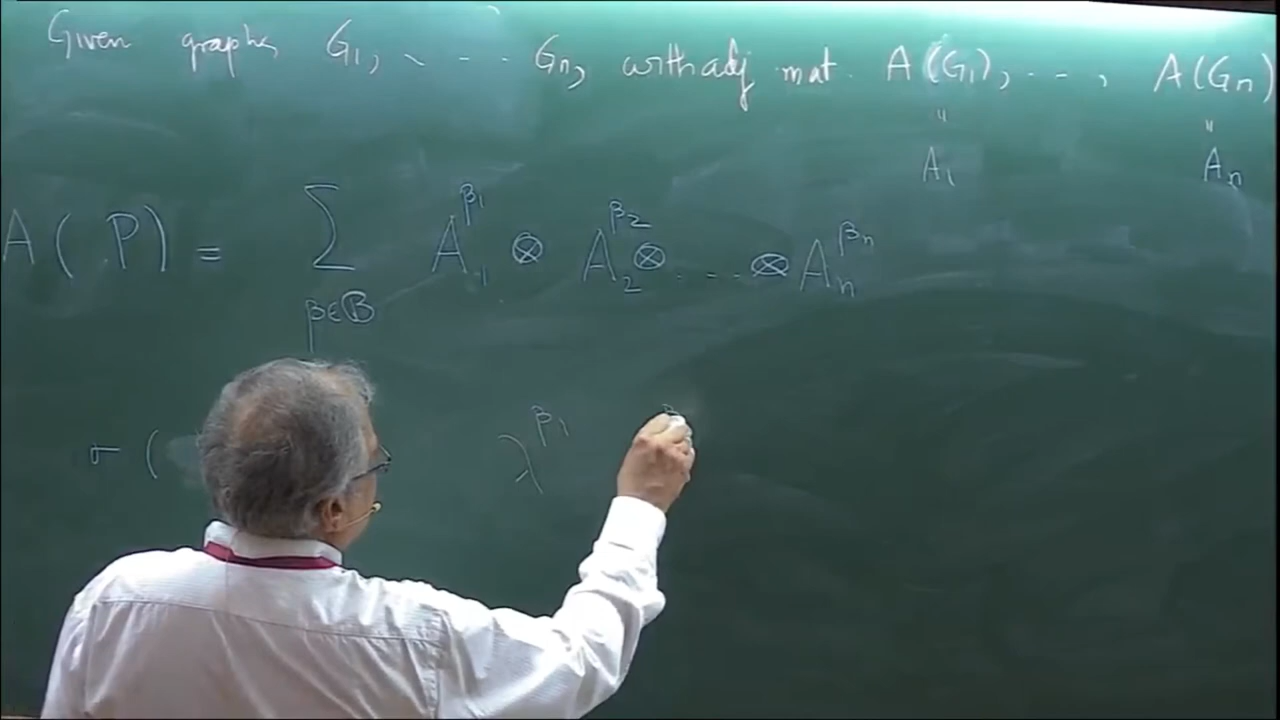 Given graphs G₁, . . . Gₙ, with adj mat. A(G₁), . . . , A(Gₙ)
" "
A₁ Aₙ
A(P) = Σ A₁^β₁ ⊗ A₂^β₂ ⊗ . . . ⊗ Aₙ^βₙ
β∈𝔹
σ ( λ^β₁